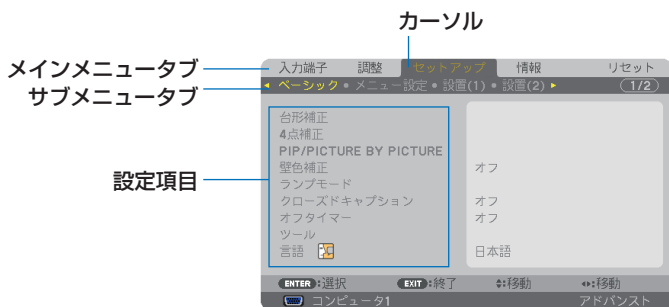 カーソル
メインメニュータブ
サブメニュータブ
設定項目
入力端子 調整 セットアップ 情報 リセット
ベーシック • メニュー設定 • 設置(1) • 設置(2) 1/2
台形補正
4点補正
PIP/PICTURE BY PICTURE
壁色補正 オフ
ランプモード
クローズドキャプション オフ
オフタイマー オフ
ツール
言語 日本語
ENTER:選択 EXIT:終了 :移動 :移動
コンピュータ1 アドバンスト